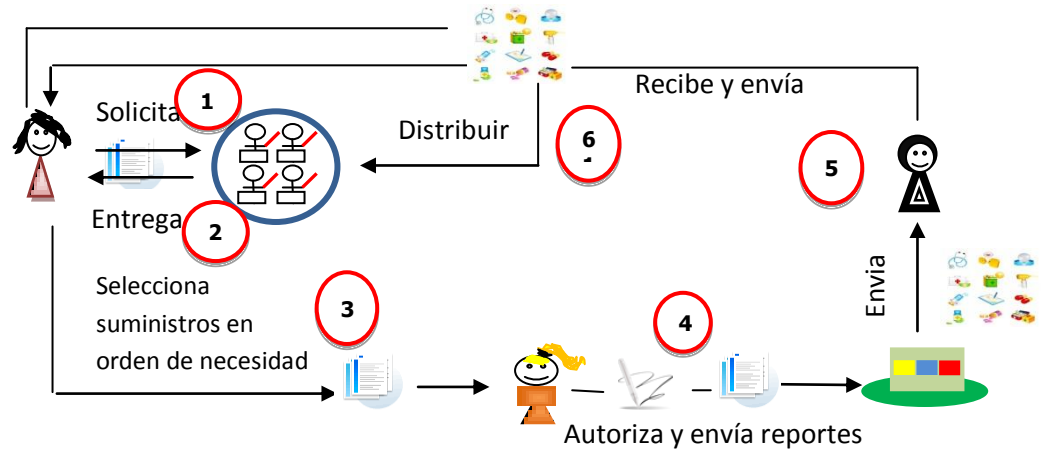 Recibe y envía
1
Solicita
Distribuir
6
5
Entrega
2
Selecciona
suministros en
orden de necesidad
3
4
Envia
Autoriza y envía reportes